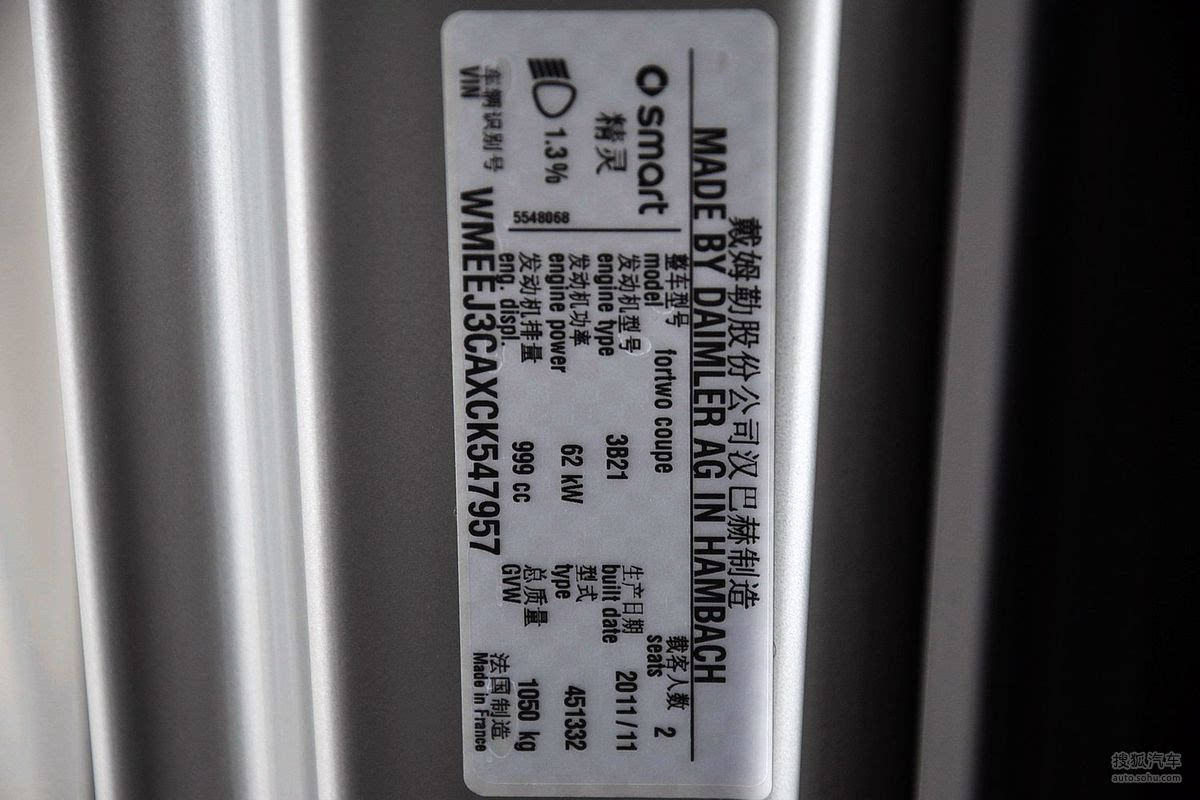 戴姆勒股份公司汉巴赫制造
MADE BY DAIMLER AG IN HAMBACH
smart
精灵
1.3%
5548068
整车型号
model fortwo coupe
载客人数
seats 2
发动机型号
engine type 3B21
生产日期
built date 2011/11
发动机功率
engine power 62 kW
型式
type 451332
发动机排量
eng. displ. 999 cc
总质量
GVW 1050 kg
车辆识别号
VIN WMEEJ3CAXCK547957
法国制造
Made in France
搜狐汽车
auto.sohu.com